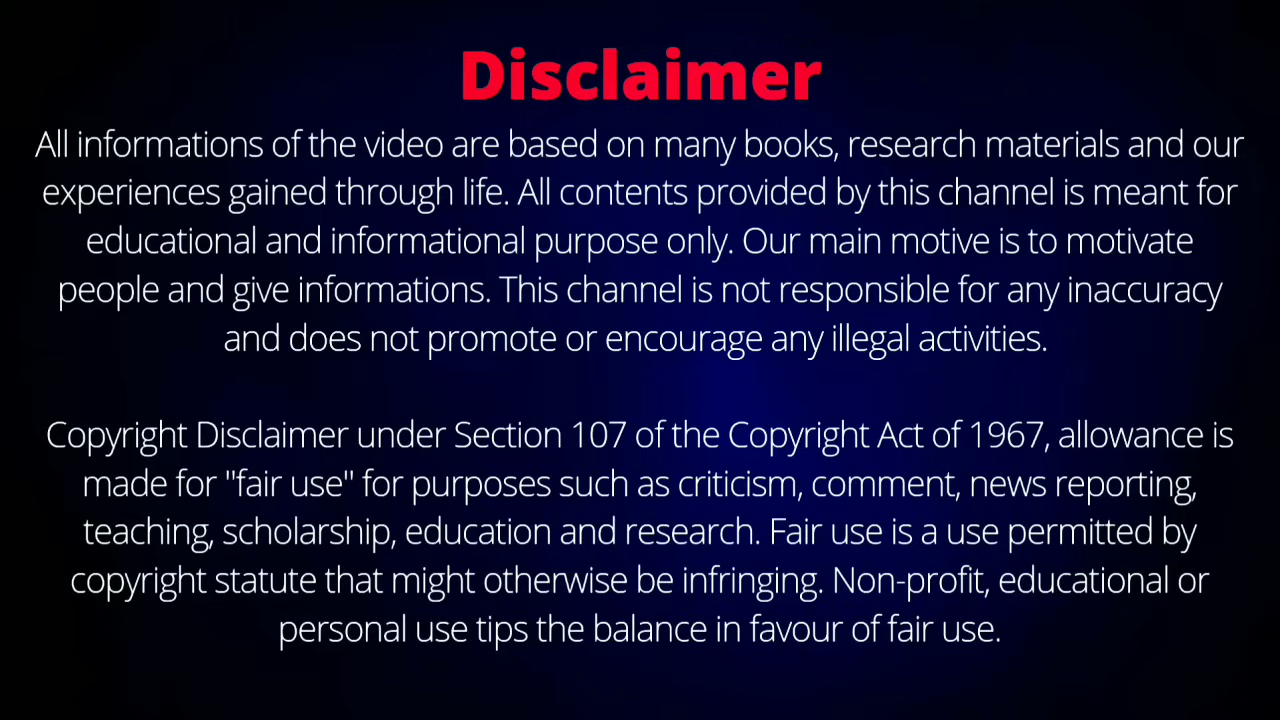 Disclaimer
All informations of the video are based on many books, research materials and our
experiences gained through life. All contents provided by this channel is meant for
educational and informational purpose only. Our main motive is to motivate
people and give informations. This channel is not responsible for any inaccuracy
and does not promote or encourage any illegal activities.
Copyright Disclaimer under Section 107 of the Copyright Act of 1967, allowance is
made for "fair use" for purposes such as criticism, comment, news reporting,
teaching, scholarship, education and research. Fair use is a use permitted by
copyright statute that might otherwise be infringing. Non-profit, educational or
personal use tips the balance in favour of fair use.